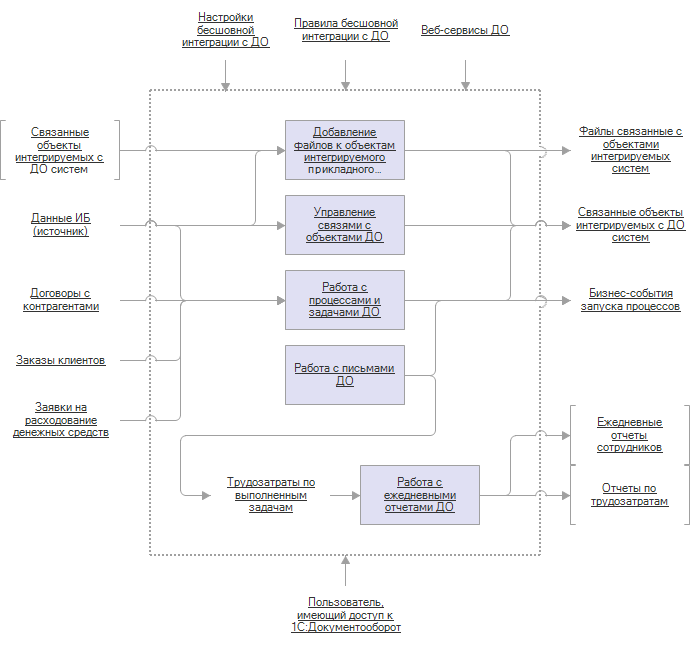 Настройки
бесшовной
интеграции с ДО
Правила бесшовной
интеграции с ДО
Веб-сервисы ДО
Связанные
объекты
интегрируемых с
ДО систем
Добавление
файлов к объектам
интегрируемого
прикладного...
Файлы связанные с
объектами
интегрируемых
систем
Данные ИБ
(источник)
Управление
связями с
объектами ДО
Связанные объекты
интегрируемых с ДО
систем
Договоры с
контрагентами
Работа с
процессами и
задачами ДО
Бизнес-события
запуска процессов
Заказы клиентов
Работа с письмами
ДО
Заявки на
расходование
денежных средств
Ежедневные
отчеты
сотрудников
Трудозатраты по
выполненным
задачам
Работа с
ежедневными
отчетами ДО
Отчеты по
трудозатратам
Пользователь,
имеющий доступ к
1С:Документооборот